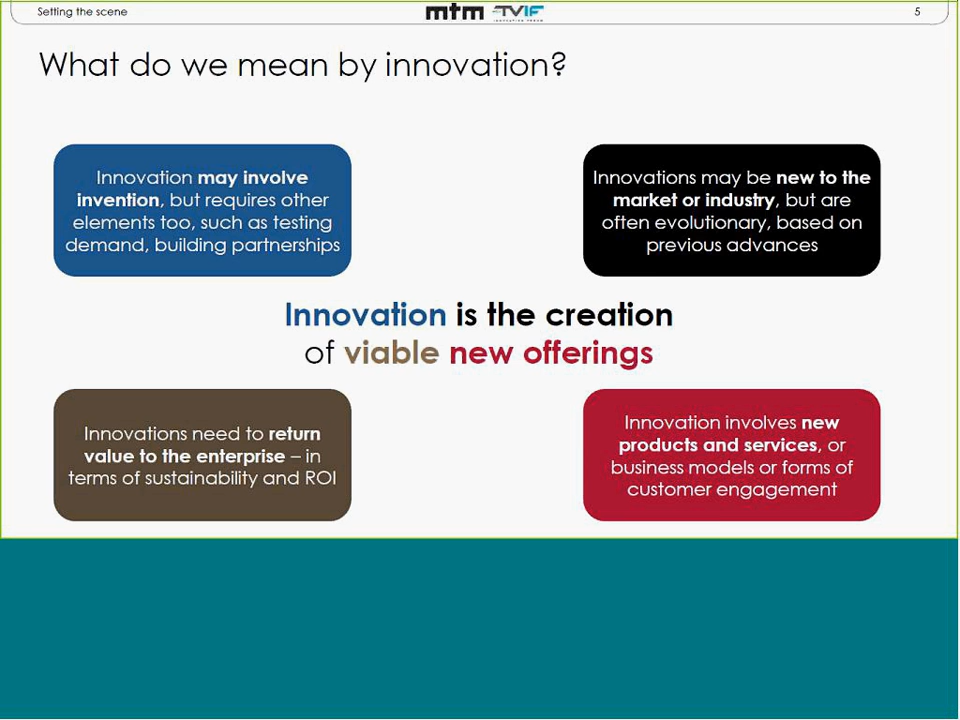 Setting the scene
mtm TVIF
INNOVATION FORUM
5
What do we mean by innovation?
Innovation may involve
invention, but requires other
elements too, such as testing
demand, building partnerships
Innovations may be new to the
market or industry, but are
often evolutionary, based on
previous advances
Innovation is the creation
of viable new offerings
Innovations need to return
value to the enterprise – in
terms of sustainability and ROI
Innovation involves new
products and services, or
business models or forms of
customer engagement